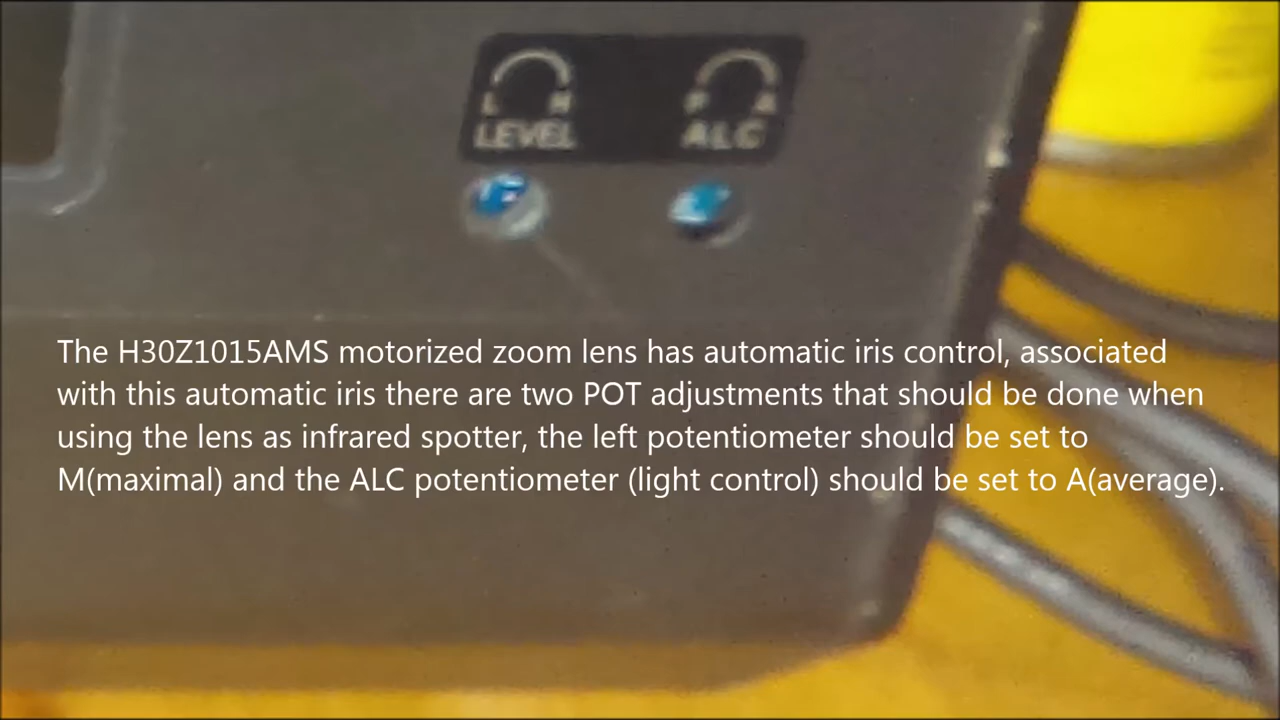 L H P A
LEVEL ALC
The H30Z1015AMS motorized zoom lens has automatic iris control, associated
with this automatic iris there are two POT adjustments that should be done when
using the lens as infrared spotter, the left potentiometer should be set to
M(maximal) and the ALC potentiometer (light control) should be set to A(average).